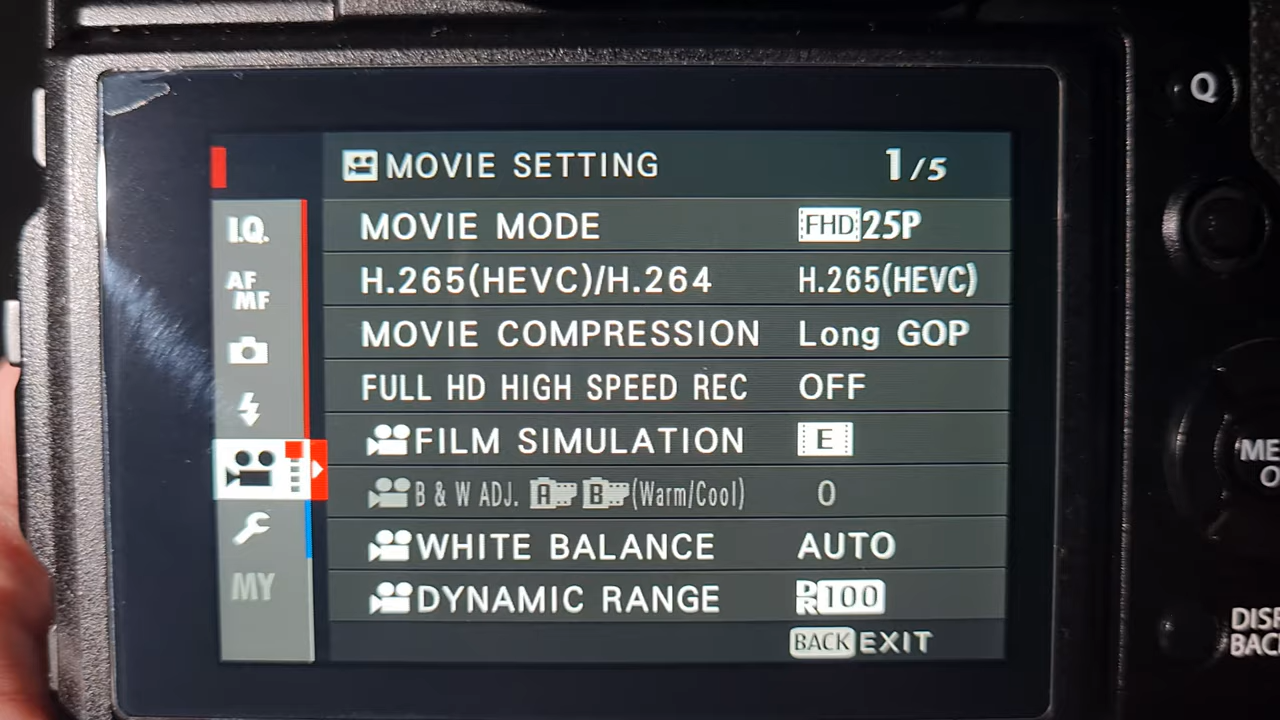 Q
MOVIE SETTING 1/5
I.Q.
AF
MF
MY
MOVIE MODE FHD 25P
H.265(HEVC)/H.264 H.265(HEVC)
MOVIE COMPRESSION Long GOP
FULL HD HIGH SPEED REC OFF
FILM SIMULATION E
B & W ADJ. A B (Warm/Cool) 0
WHITE BALANCE AUTO
DYNAMIC RANGE DR100
BACK EXIT